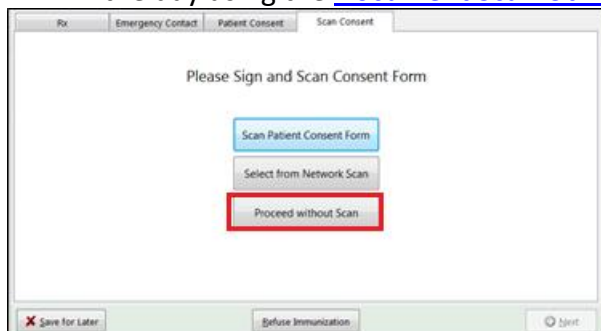 Rx Emergency Contact Patient Consent Scan Consent
Please Sign and Scan Consent Form
Scan Patient Consent Form
Select from Network Scan
Proceed without Scan
Save for Later Refuse Immunization Next